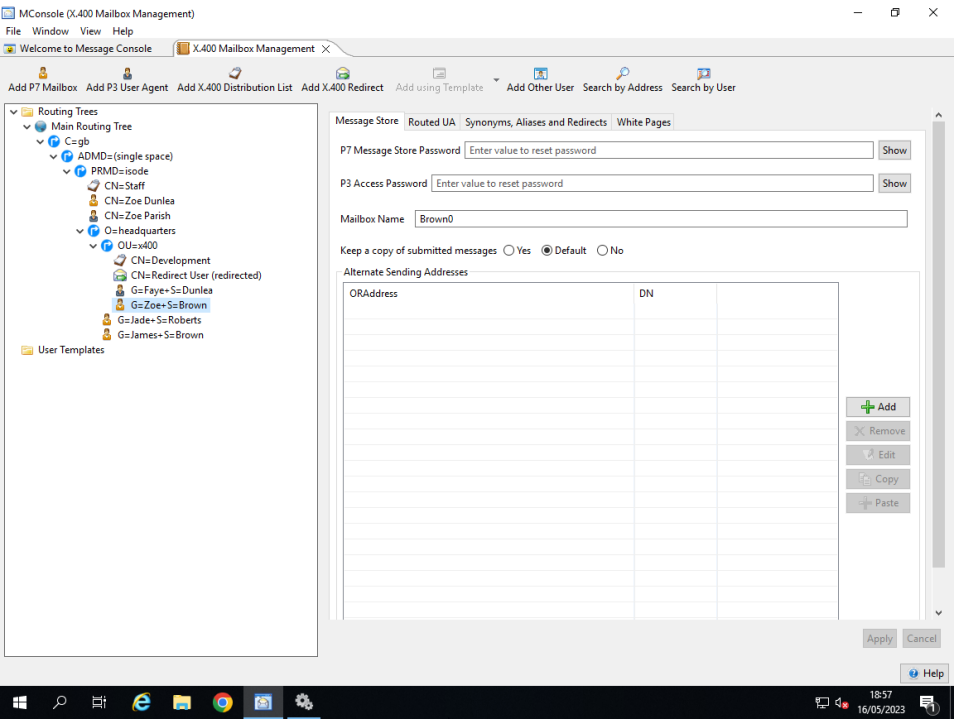 MConsole (X.400 Mailbox Management)
File Window View Help
Welcome to Message Console X.400 Mailbox Management
Add P7 Mailbox Add P3 User Agent Add X.400 Distribution List Add X.400 Redirect Add using Template Add Other User Search by Address Search by User
Routing Trees
Main Routing Tree
C=gb
ADMD=(single space)
PRMD=isode
CN=Staff
CN=Zoe Dunlea
CN=Zoe Parish
O=headquarters
OU=x400
CN=Development
CN=Redirect User (redirected)
G=Faye+S=Dunlea
G=Zoe+S=Brown
G=Jade+S=Roberts
G=James+S=Brown
User Templates
Message Store Routed UA Synonyms, Aliases and Redirects White Pages
P7 Message Store Password Enter value to reset password Show
P3 Access Password Enter value to reset password Show
Mailbox Name Brown0
Keep a copy of submitted messages Yes Default No
Alternate Sending Addresses
ORAddress DN
Add
Remove
Edit
Copy
Paste
Apply Cancel
Help
18:57
16/05/2023
1